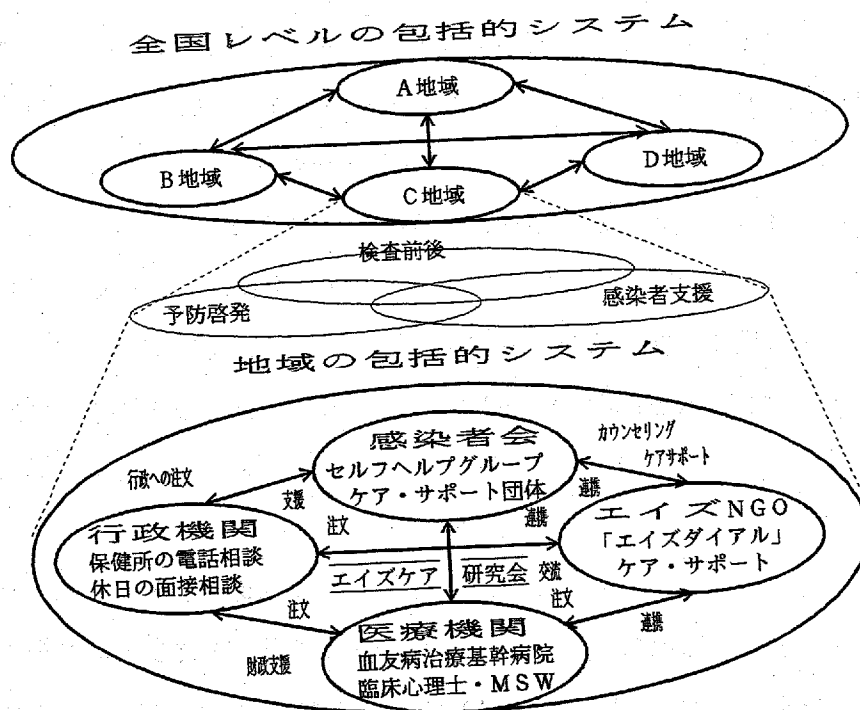 全国レベルの包括的システム
A地域
B地域
D地域
C地域
検査前後
予防啓発
感染者支援
地域の包括的システム
感染者会
セルフヘルプグループ
ケア・サポート団体
カウンセリング
ケアサポート
行政への注文
支援
注文
連携
連携
行政機関
保健所の電話相談
休日の面接相談
エイズNGO
「エイズダイアル」
ケア・サポート
エイズケア
研究会
交流
注文
注文
財政支援
連携
医療機関
血友病治療基幹病院
臨床心理士・MSW